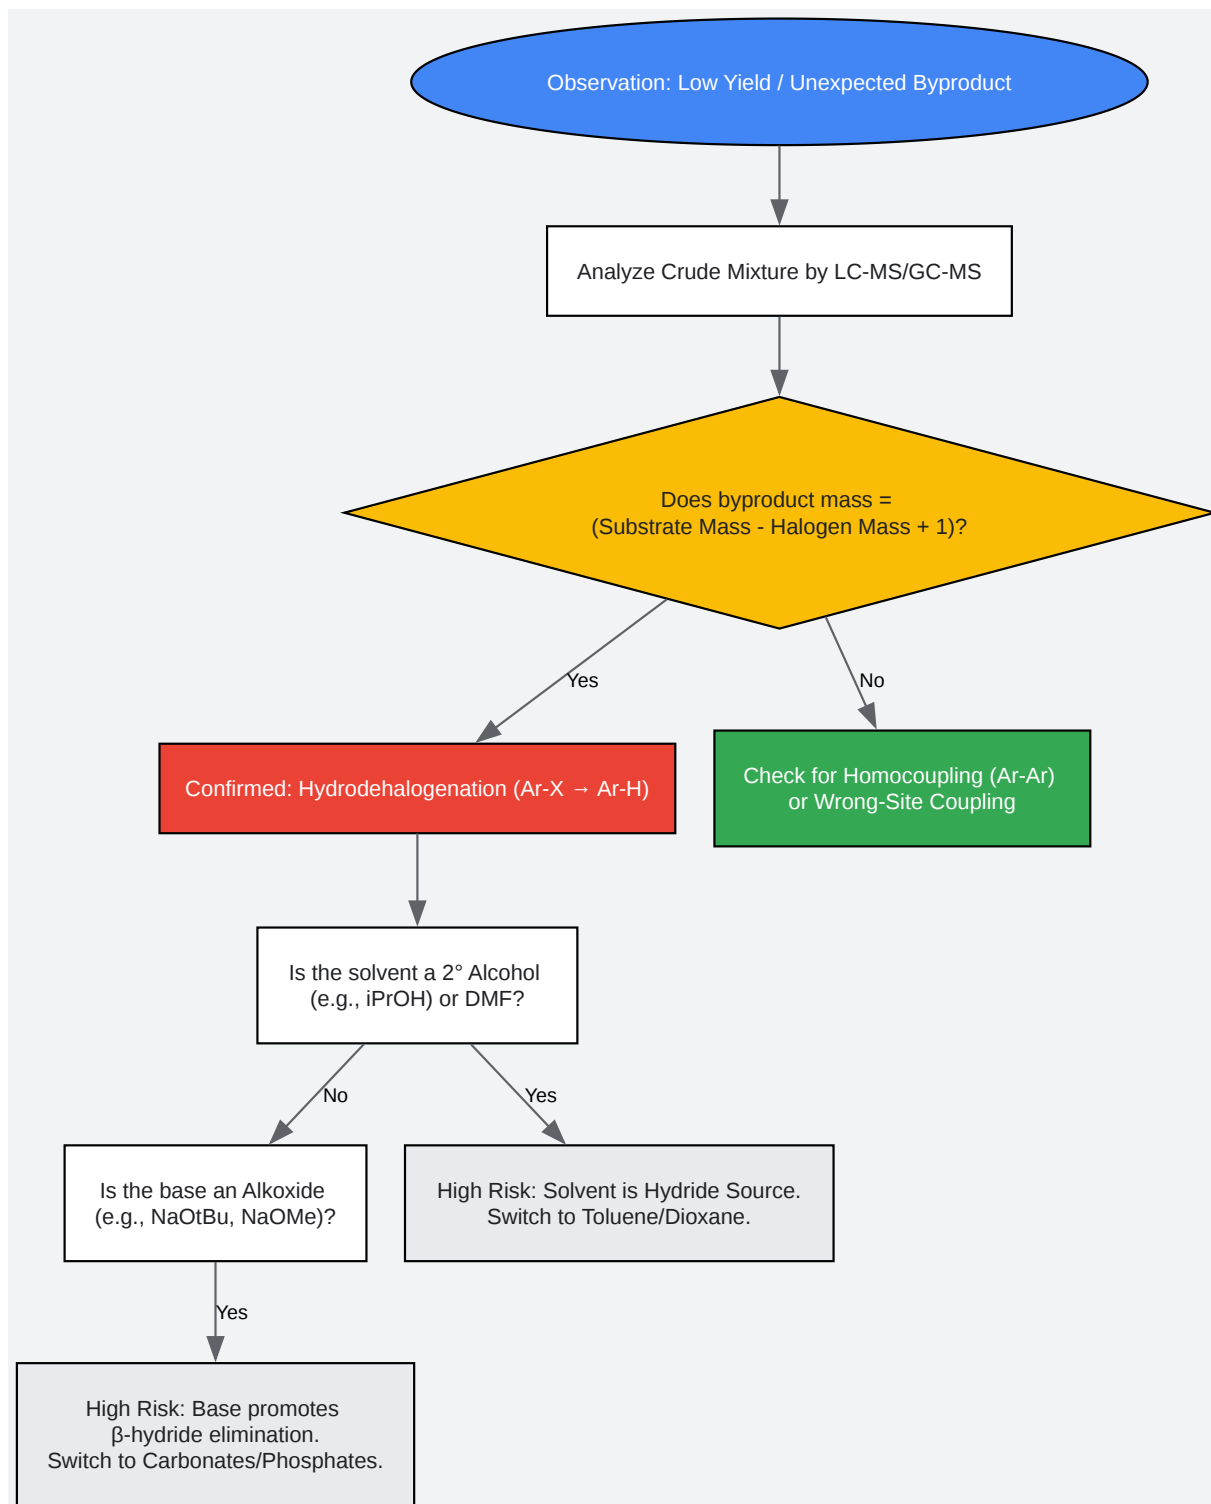 Observation: Low Yield / Unexpected Byproduct
Analyze Crude Mixture by LC-MS/GC-MS
Does byproduct mass =
(Substrate Mass - Halogen Mass + 1)?
Yes
No
Confirmed: Hydrodehalogenation (Ar-X → Ar-H)
Check for Homocoupling (Ar-Ar)
or Wrong-Site Coupling
Is the solvent a 2° Alcohol
(e.g., iPrOH) or DMF?
No
Yes
Is the base an Alkoxide
(e.g., NaOtBu, NaOMe)?
High Risk: Solvent is Hydride Source.
Switch to Toluene/Dioxane.
Yes
High Risk: Base promotes
β-hydride elimination.
Switch to Carbonates/Phosphates.